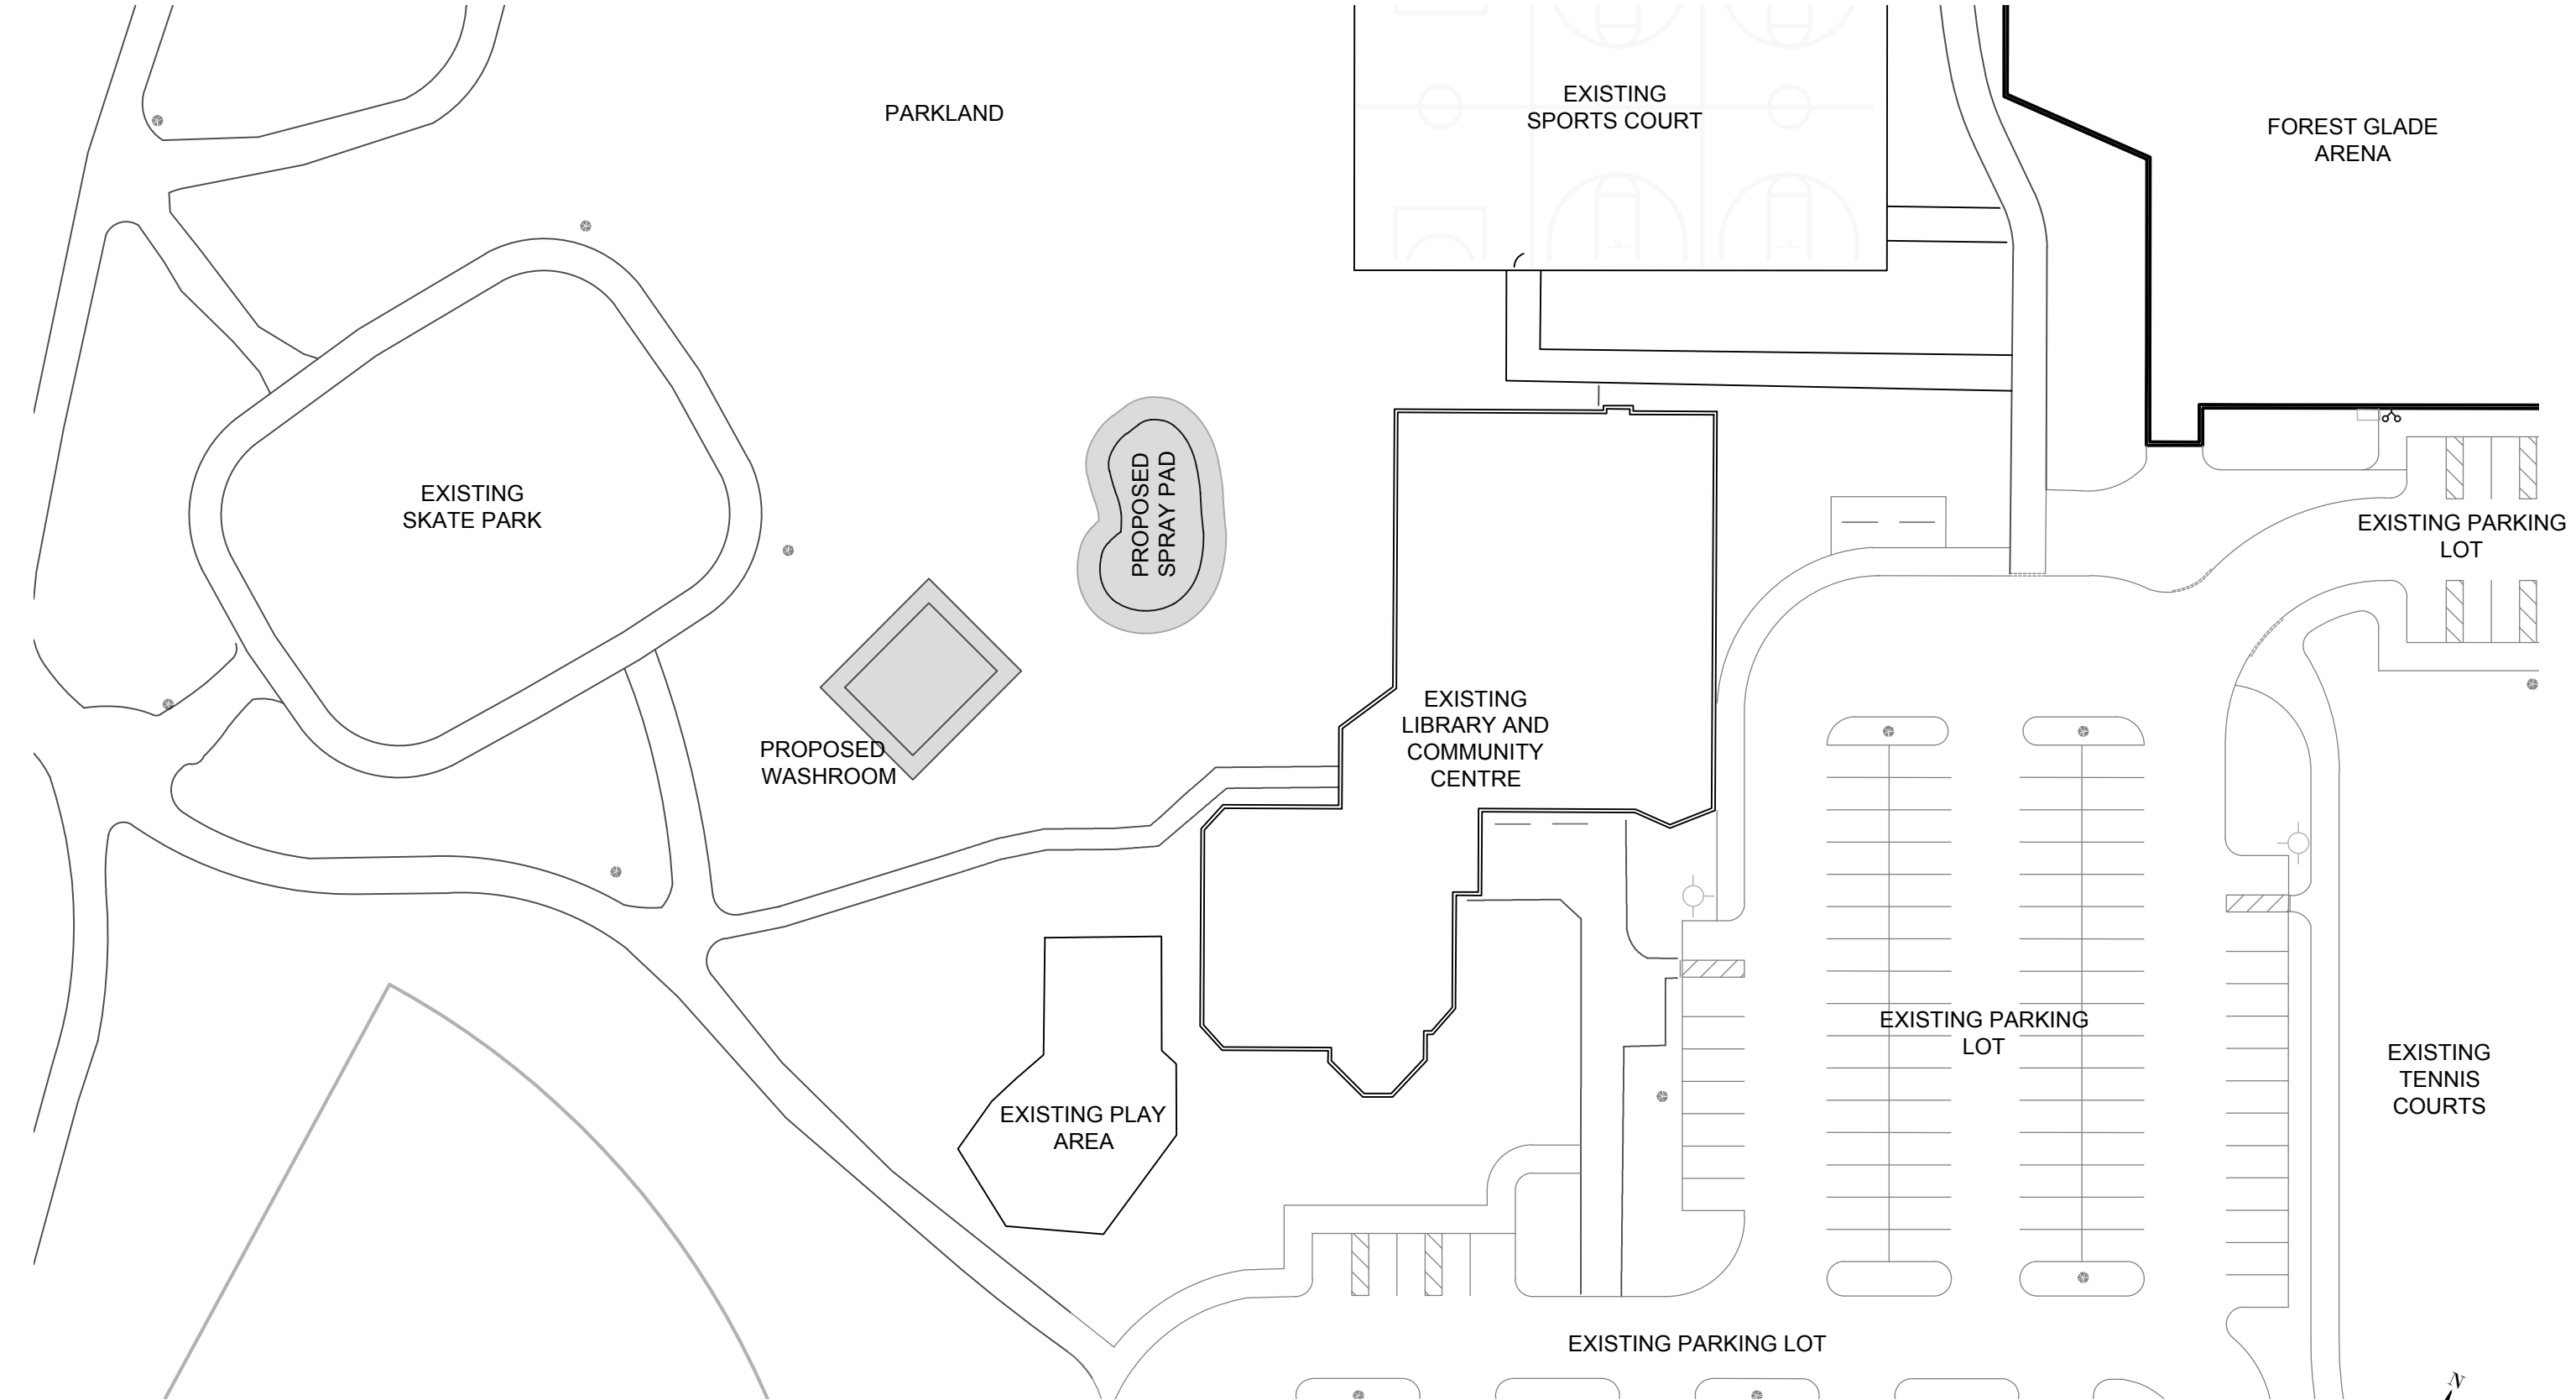 PARKLAND
EXISTING
SPORTS COURT
FOREST GLADE
ARENA
EXISTING
SKATE PARK
PROPOSED
SPRAY PAD
EXISTING PARKING
LOT
PROPOSED
WASHROOM
EXISTING
LIBRARY AND
COMMUNITY
CENTRE
EXISTING PLAY
AREA
EXISTING PARKING
LOT
EXISTING
TENNIS
COURTS
EXISTING PARKING LOT
N